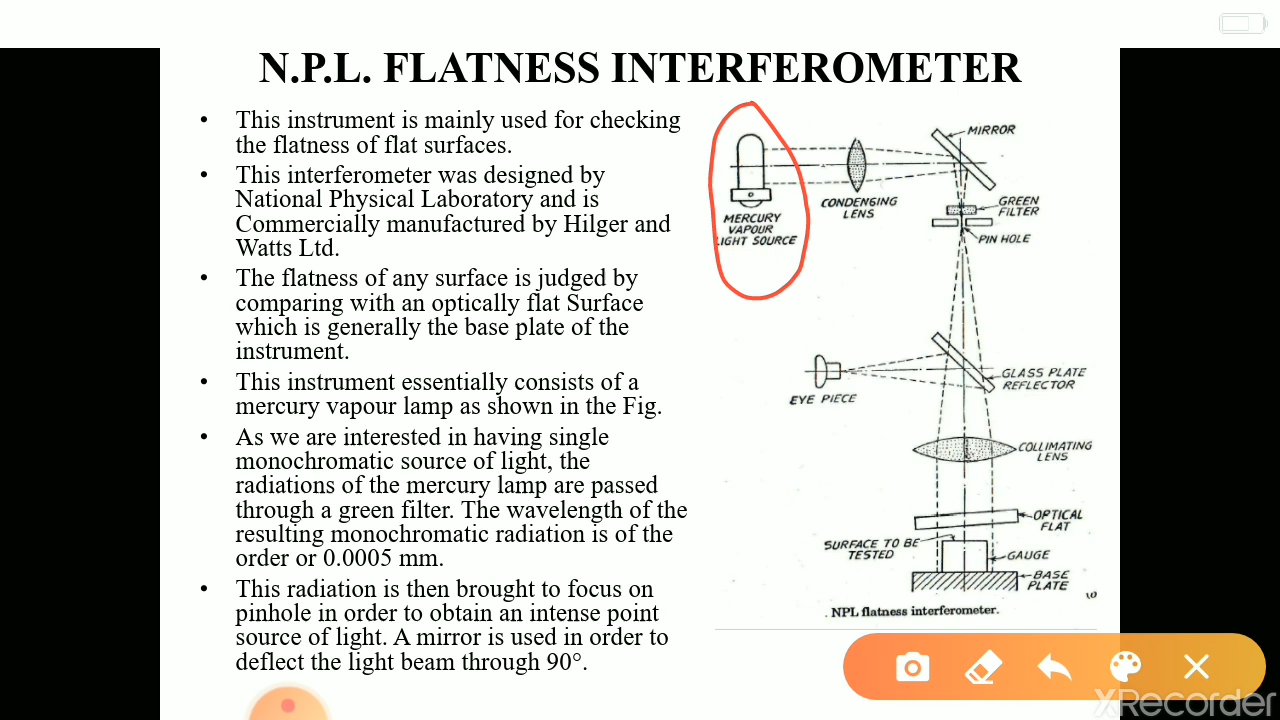 N.P.L. FLATNESS INTERFEROMETER
• This instrument is mainly used for checking
the flatness of flat surfaces.
• This interferometer was designed by
National Physical Laboratory and is
Commercially manufactured by Hilger and
Watts Ltd.
• The flatness of any surface is judged by
comparing with an optically flat Surface
which is generally the base plate of the
instrument.
• This instrument essentially consists of a
mercury vapour lamp as shown in the Fig.
• As we are interested in having single
monochromatic source of light, the
radiations of the mercury lamp are passed
through a green filter. The wavelength of the
resulting monochromatic radiation is of the
order or 0.0005 mm.
• This radiation is then brought to focus on
pinhole in order to obtain an intense point
source of light. A mirror is used in order to
deflect the light beam through 90°.
MIRROR
CONDENSING
LENS
MERCURY
VAPOUR
LIGHT SOURCE
GREEN
FILTER
PIN HOLE
GLASS PLATE
REFLECTOR
EYE PIECE
COLLIMATING
LENS
OPTICAL
FLAT
SURFACE TO BE
TESTED
GAUGE
BASE
PLATE
NPL flatness interferometer.
XRecorder